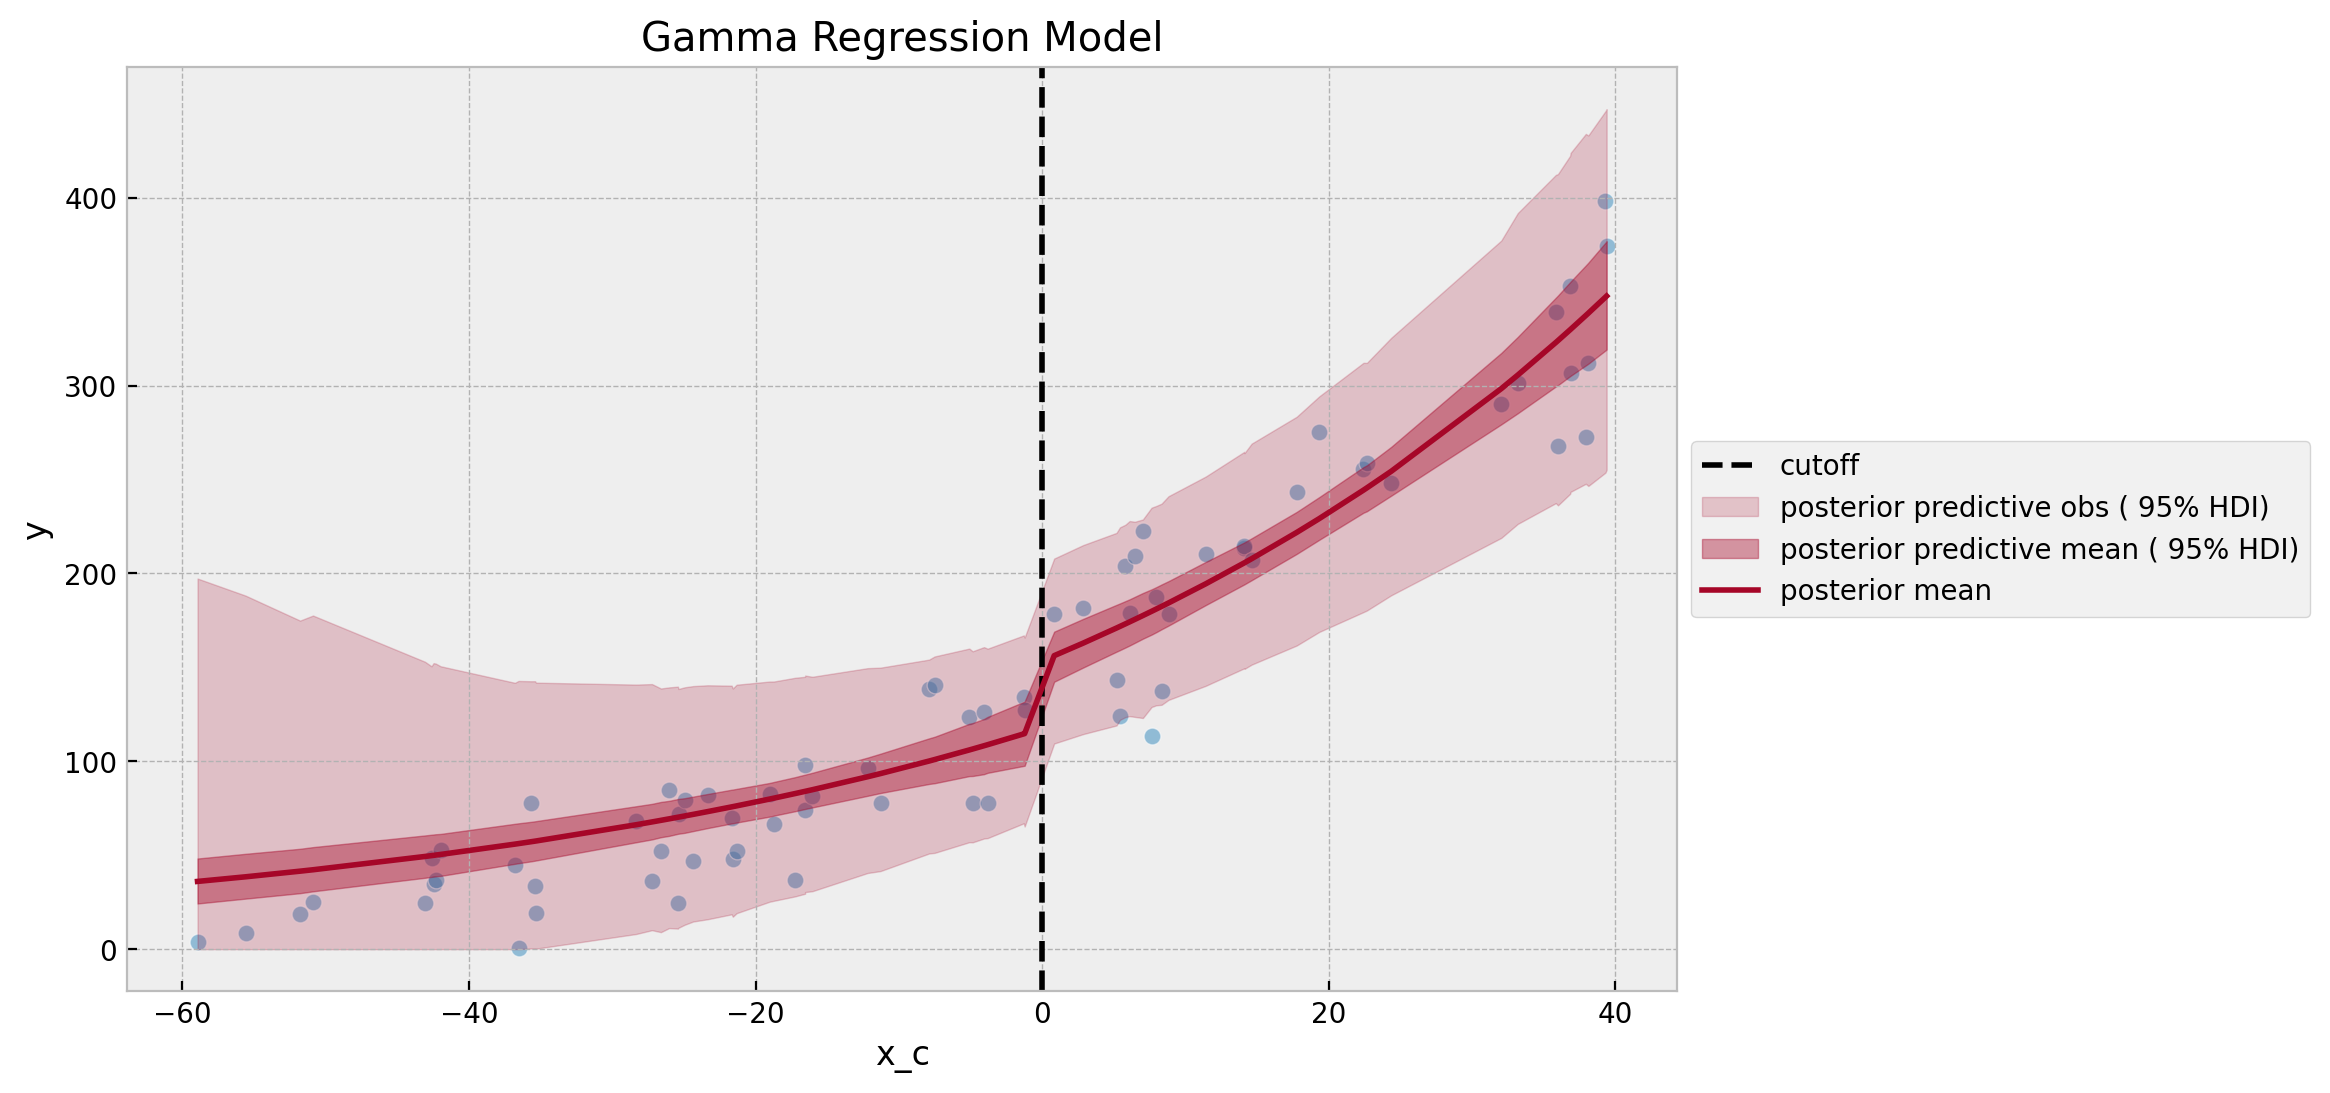 Gamma Regression Model
y
400
300
200
100
0
−60
−40
−20
0
20
40
x_c
cutoff
posterior predictive obs ( 95% HDI)
posterior predictive mean ( 95% HDI)
posterior mean